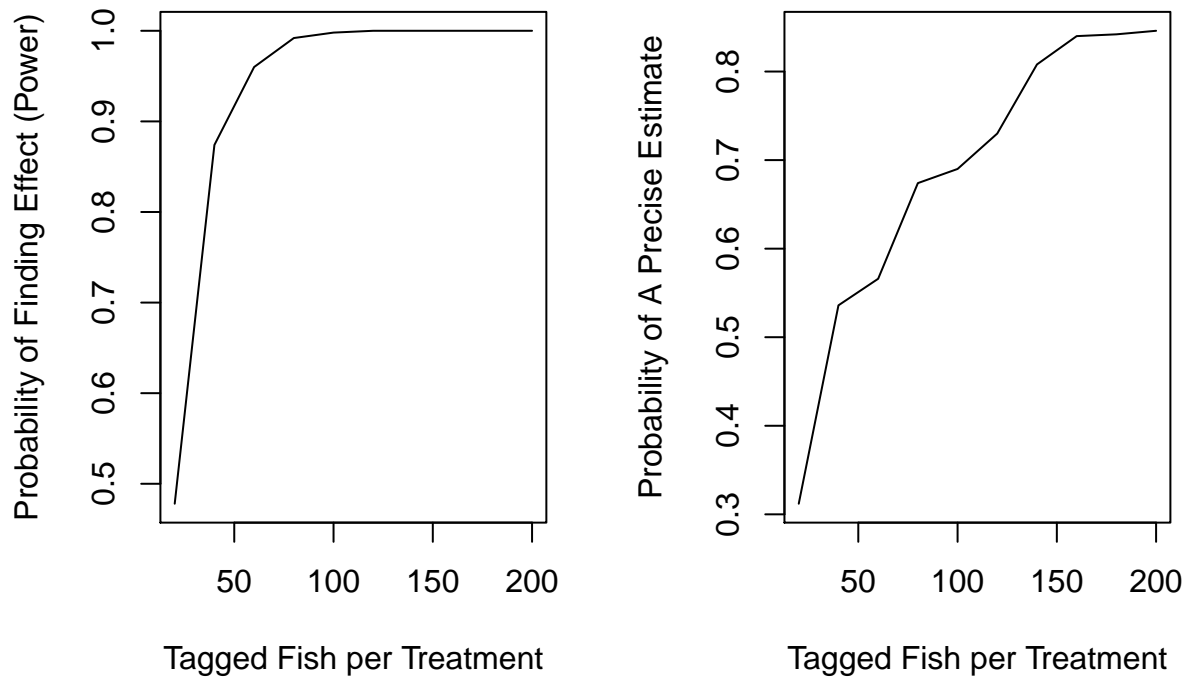 Probability of Finding Effect (Power)
1.0
0.9
0.8
0.7
0.6
0.5
50 100 150 200
Tagged Fish per Treatment
Probability of A Precise Estimate
0.8
0.7
0.6
0.5
0.4
0.3
50 100 150 200
Tagged Fish per Treatment